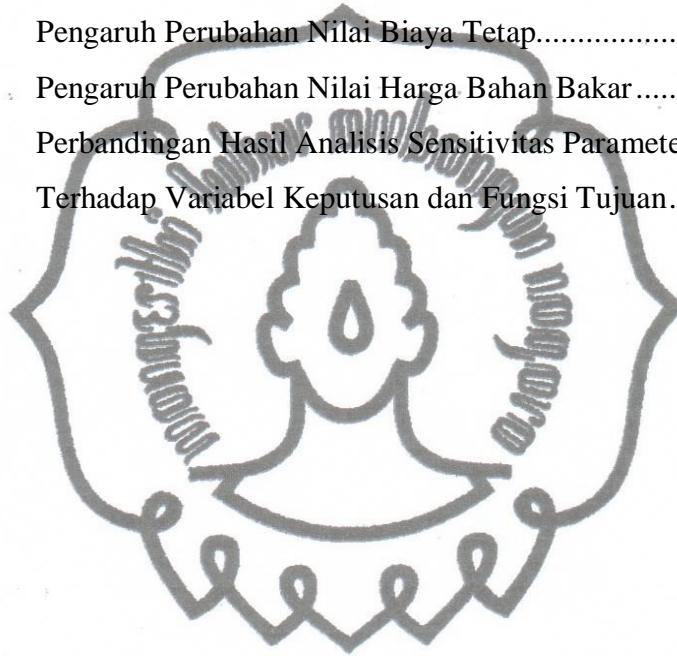 Pengaruh Perubahan Nilai Biaya Tetap..................
Pengaruh Perubahan Nilai Harga Bahan Bakar.....
Perbandingan Hasil Analisis Sensitivitas Paramete
Terhadap Variabel Keputusan dan Fungsi Tujuan.